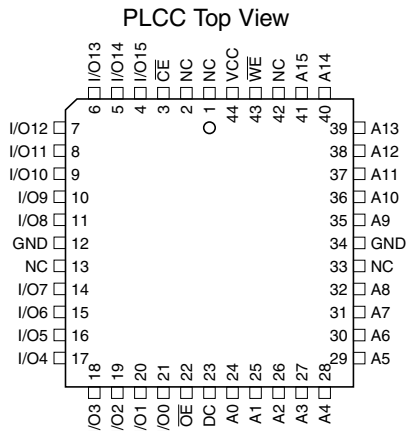 PLCC Top View
I/O13 I/O14 I/O15 CE NC NC VCC WE NC A15 A14
6 5 4 3 2 1 44 43 42 41 40
I/O12 7 39 A13
I/O11 8 38 A12
I/O10 9 37 A11
I/O9 10 36 A10
I/O8 11 35 A9
GND 12 34 GND
NC 13 33 NC
I/O7 14 32 A8
I/O6 15 31 A7
I/O5 16 30 A6
I/O4 17 29 A5
18 19 20 21 22 23 24 25 26 27 28
I/O3 I/O2 I/O1 I/O0 OE DC A0 A1 A2 A3 A4